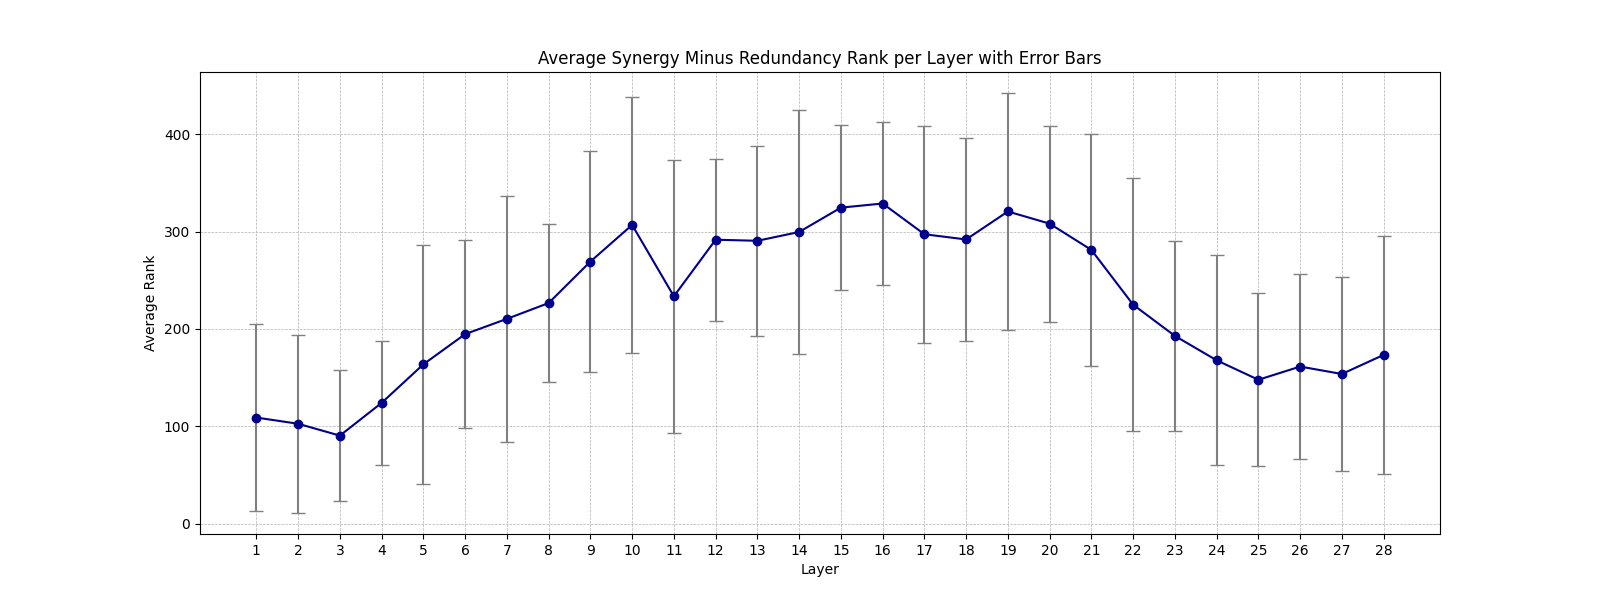 Average Synergy Minus Redundancy Rank per Layer with Error Bars
Average Rank
400
300
200
100
0
1 2 3 4 5 6 7 8 9 10 11 12 13 14 15 16 17 18 19 20 21 22 23 24 25 26 27 28
Layer